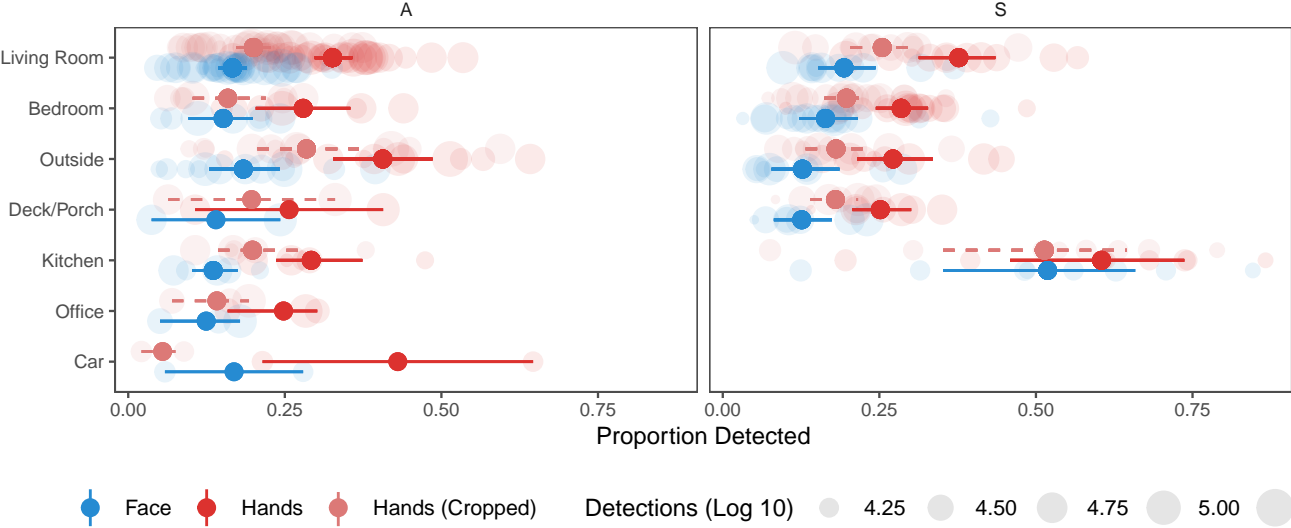 A
S
Living Room
Bedroom
Outside
Deck/Porch
Kitchen
Office
Car
0.00 0.25 0.50 0.75 0.00 0.25 0.50 0.75
Proportion Detected
Face Hands Hands (Cropped) Detections (Log 10) 4.25 4.50 4.75 5.00